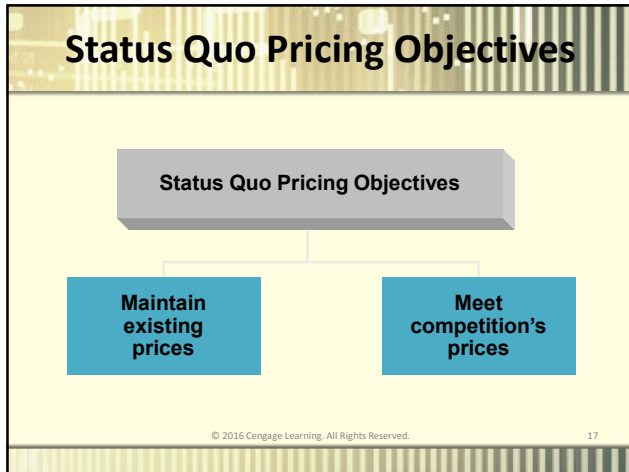 Status Quo Pricing Objectives
Status Quo Pricing Objectives
Maintain
existing
prices
Meet
competition’s
prices
© 2016 Cengage Learning. All Rights Reserved.
17